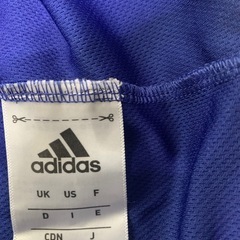 adidas
UK US F
D I E
CDN J